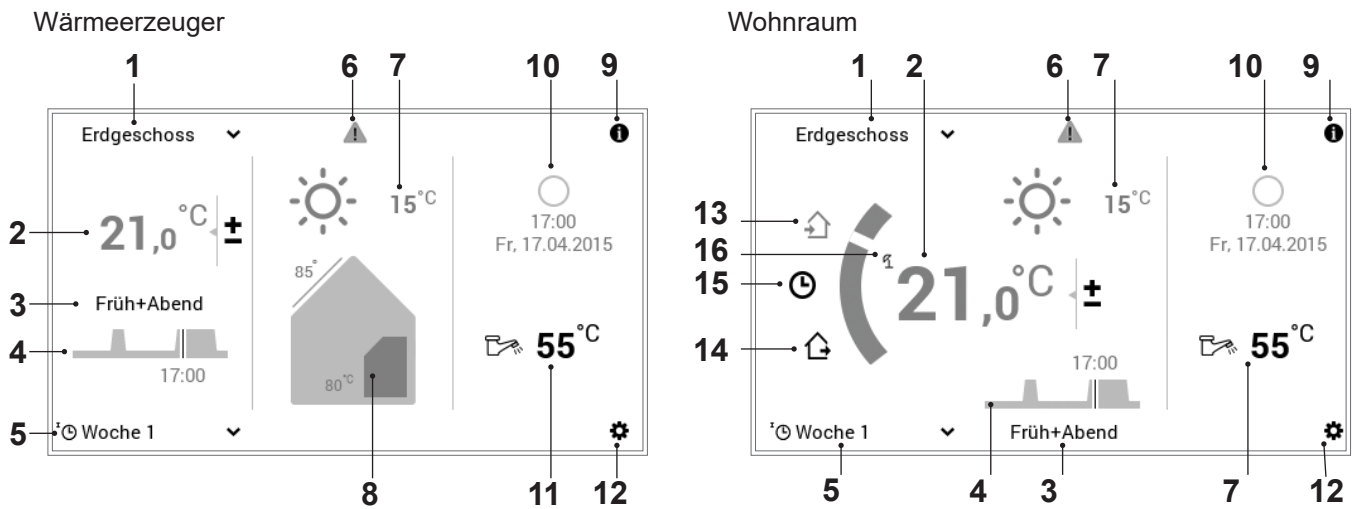 Wärmeerzeuger
1
6
7
10
9
Erdgeschoss
15°C
21,0°C
±
17:00
Fr, 17.04.2015
2
85°
3
Früh+Abend
4
17:00
80°C
55°C
5
Woche 1
8
11
12
Wohnraum
1
2
6
7
10
9
Erdgeschoss
15°C
13
17:00
Fr, 17.04.2015
16
15
21,0°C
±
14
17:00
55°C
Woche 1
Früh+Abend
5
4
3
7
12